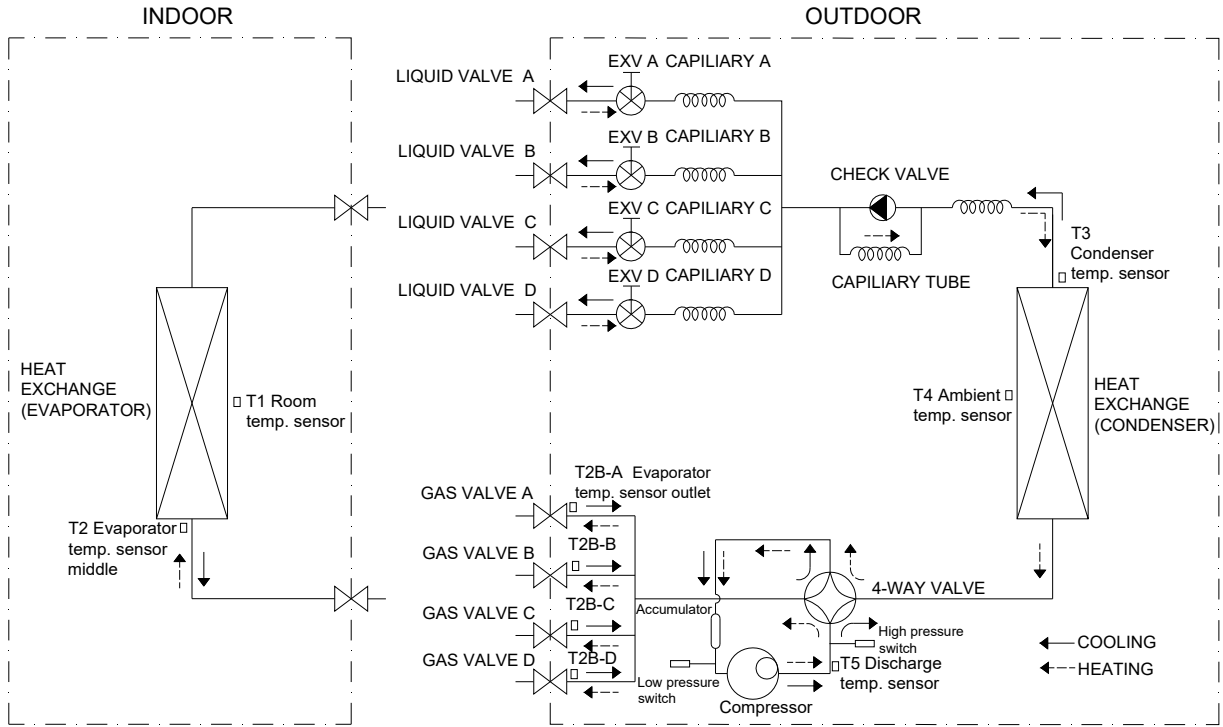 INDOOR
OUTDOOR
LIQUID VALVE A
EXV A CAPILIARY A
LIQUID VALVE B
EXV B CAPILIARY B
LIQUID VALVE C
EXV C CAPILIARY C
LIQUID VALVE D
EXV D CAPILIARY D
CHECK VALVE
CAPILIARY TUBE
T3
Condenser
temp. sensor
HEAT
EXCHANGE
(EVAPORATOR)
T1 Room
temp. sensor
T4 Ambient
temp. sensor
HEAT
EXCHANGE
(CONDENSER)
T2 Evaporator
temp. sensor
middle
GAS VALVE A
T2B-A Evaporator
temp. sensor outlet
GAS VALVE B
T2B-B
GAS VALVE C
T2B-C
GAS VALVE D
T2B-D
Accumulator
4-WAY VALVE
High pressure
switch
Low pressure
switch
T5 Discharge
temp. sensor
Compressor
COOLING
HEATING